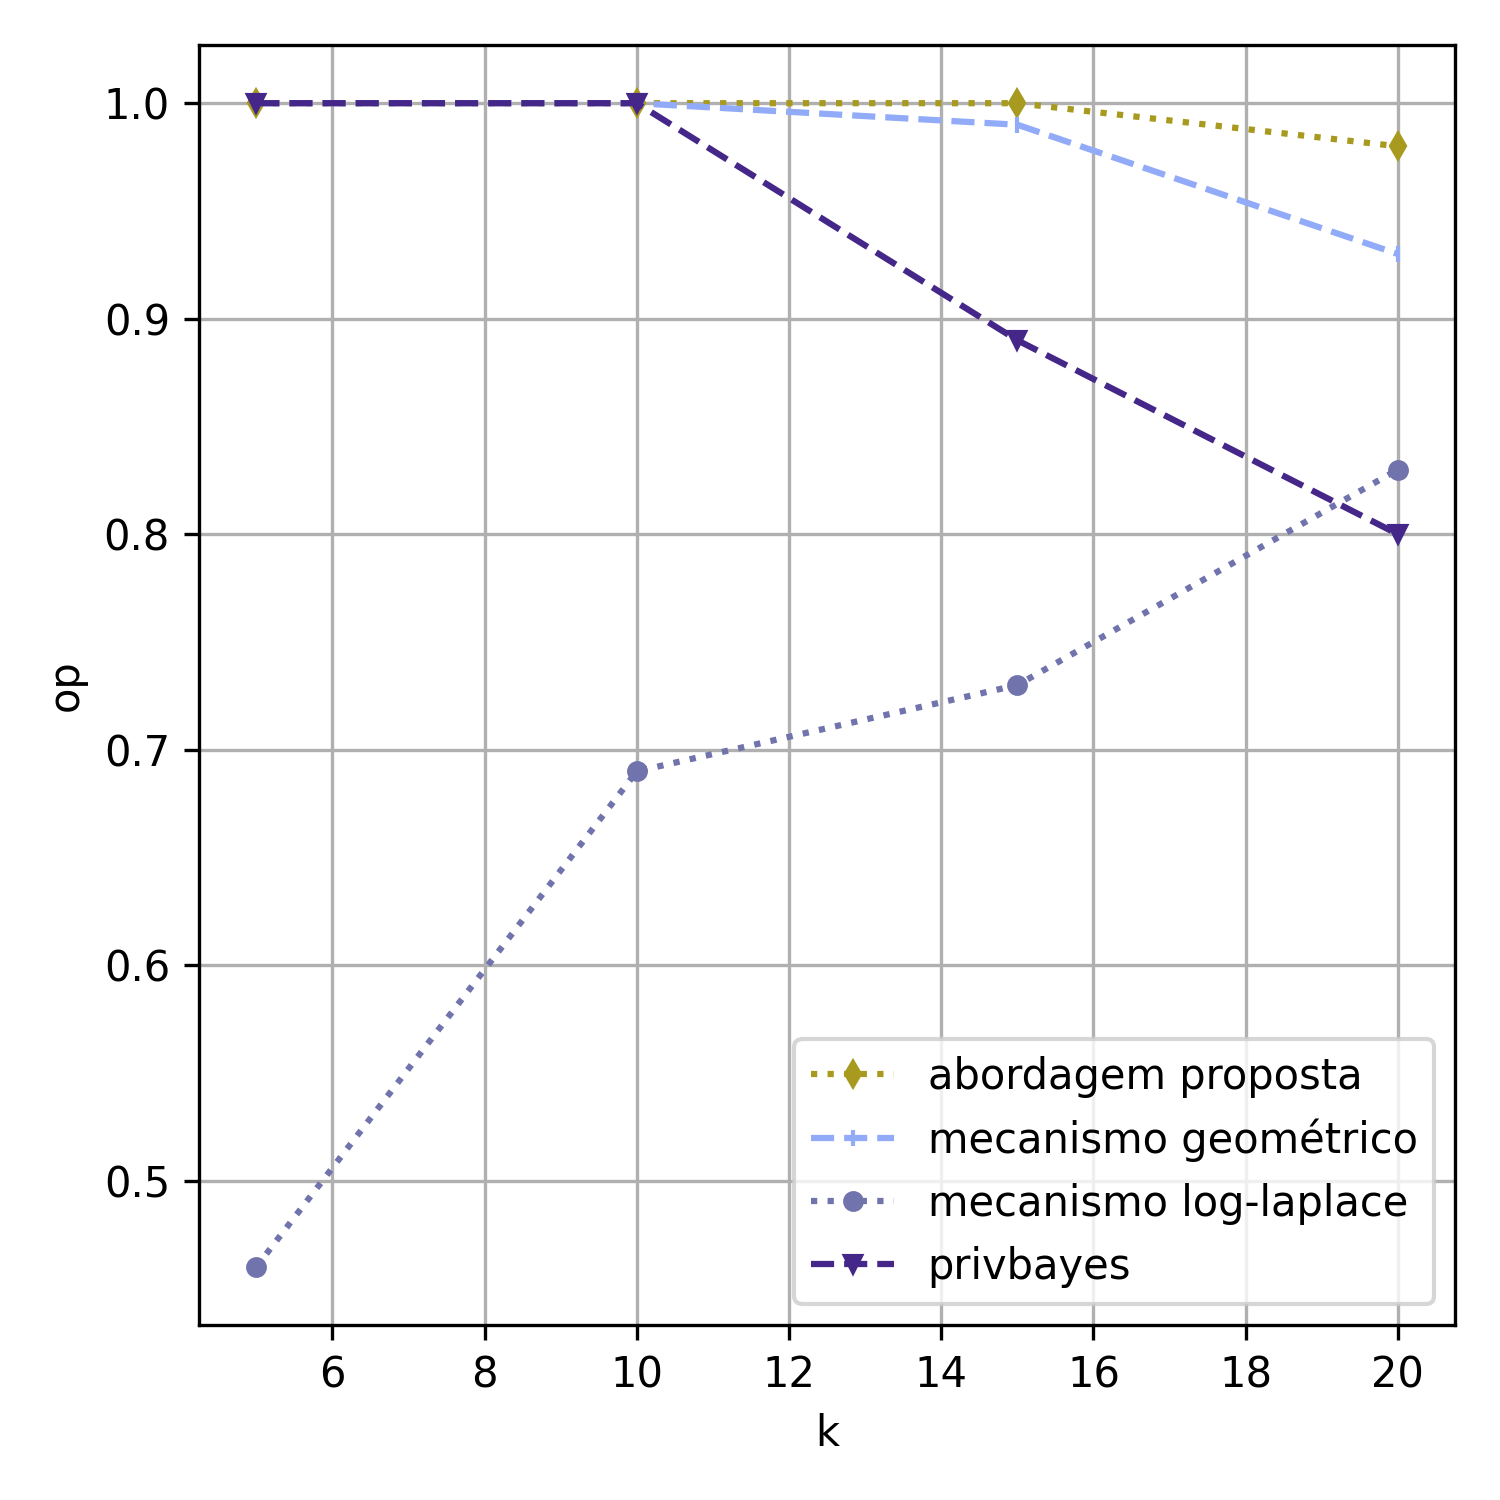 1.0
0.9
0.8
0.7
0.6
0.5
op
6 8 10 12 14 16 18 20
k
abordagem proposta
mecanismo geométrico
mecanismo log-laplace
privbayes